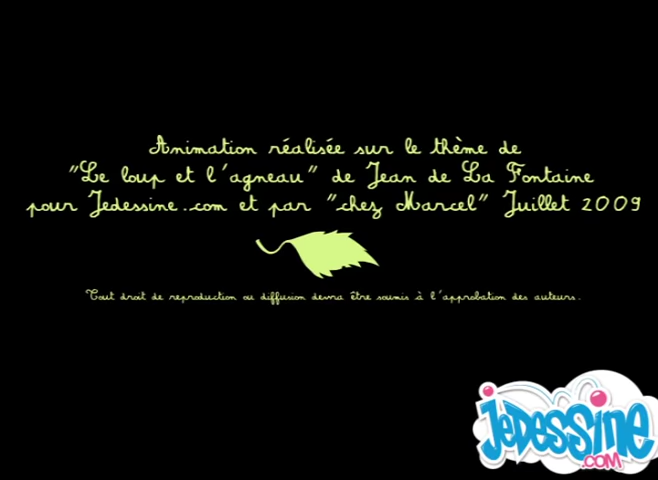 Animation réalisée sur le thème de
"Le loup et l'agneau" de Jean de La Fontaine
pour Jedessine.com et par "chez Marcel" Juillet 2009
Tout droit de reproduction ou diffusion devra être soumis à l'approbation des auteurs.
JeDessine
.COM